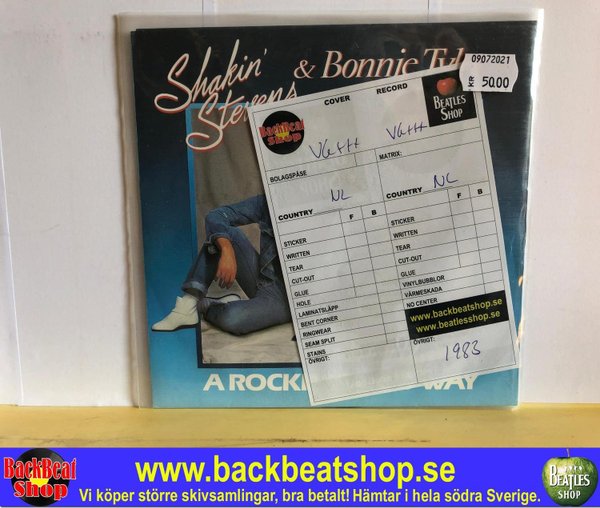 Shakin'
Stevens
& Bonnie
09072021
KR 50.00
COVER
RECORD
BackBeat
Shop
BEATLES
SHOP
VG+++
VG+++
BOLAGSPÅSE
MATRIX:
NL
NL
COUNTRY
F B
COUNTRY
F B
STICKER
WRITTEN
TEAR
CUT-OUT
GLUE
HOLE
LAMINATSLÄPP
BENT CORNER
RINGWEAR
SEAM SPLIT
STAINS
ÖVRIGT:
STICKER
WRITTEN
TEAR
CUT-OUT
GLUE
VINYLBUBBLOR
VÄRMESKADA
NO CENTER
www.backbeatshop.se
www.beatlesshop.se
ÖVRIGT:
1983
A ROCKI WAY
BackBeat
Shop
www.backbeatshop.se
Vi köper större skivsamlingar, bra betalt! Hämtar i hela södra Sverige.
BEATLES
SHOP